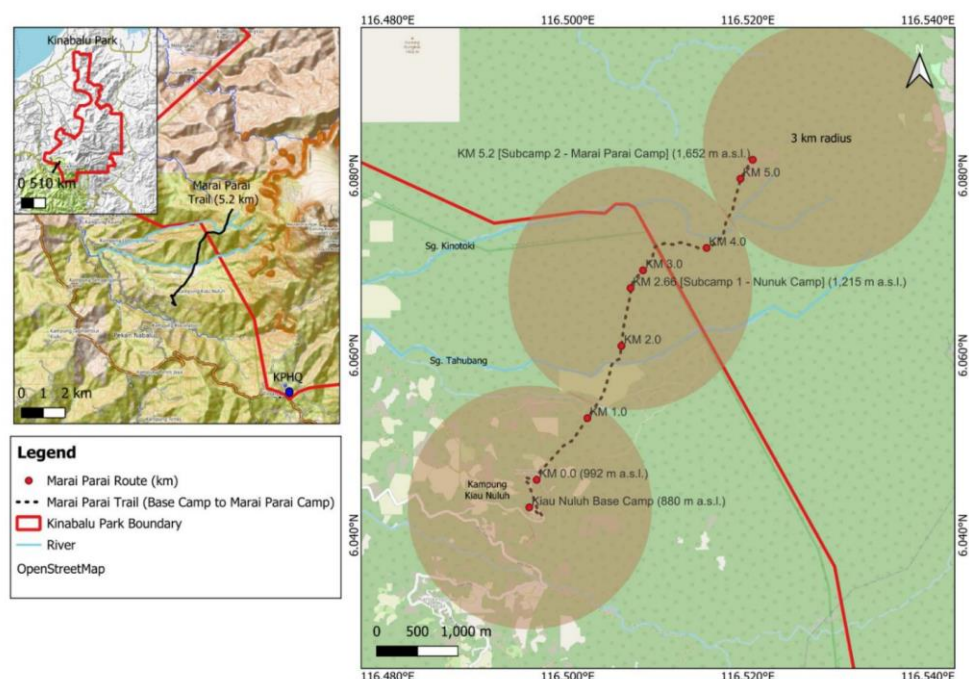 Kinabalu Park
0 510 km
Marai Parai
Trail (5.2 km)
Pekan Nabalu
KPHQ
0 1 2 km
Legend
Marai Parai Route (km)
Marai Parai Trail (Base Camp to Marai Parai Camp)
Kinabalu Park Boundary
River
OpenStreetMap
116.480°E 116.500°E 116.520°E 116.540°E
N
3 km radius
KM 5.2 [Subcamp 2 - Marai Parai Camp] (1,652 m a.s.l.)
KM 5.0
6.080°N 6.080°N
Sg. Kinotoki
KM 4.0
KM 3.0
KM 2.66 [Subcamp 1 - Nunuk Camp] (1,215 m a.s.l.)
KM 2.0
6.060°N 6.060°N
Sg. Tahubang
KM 1.0
KM 0.0 (992 m a.s.l.)
Kampung
Kiau Nuluh
Kiau Nuluh Base Camp (880 m a.s.l.)
6.040°N 6.040°N
0 500 1,000 m
116.480°E 116.500°E 116.520°E 116.540°E